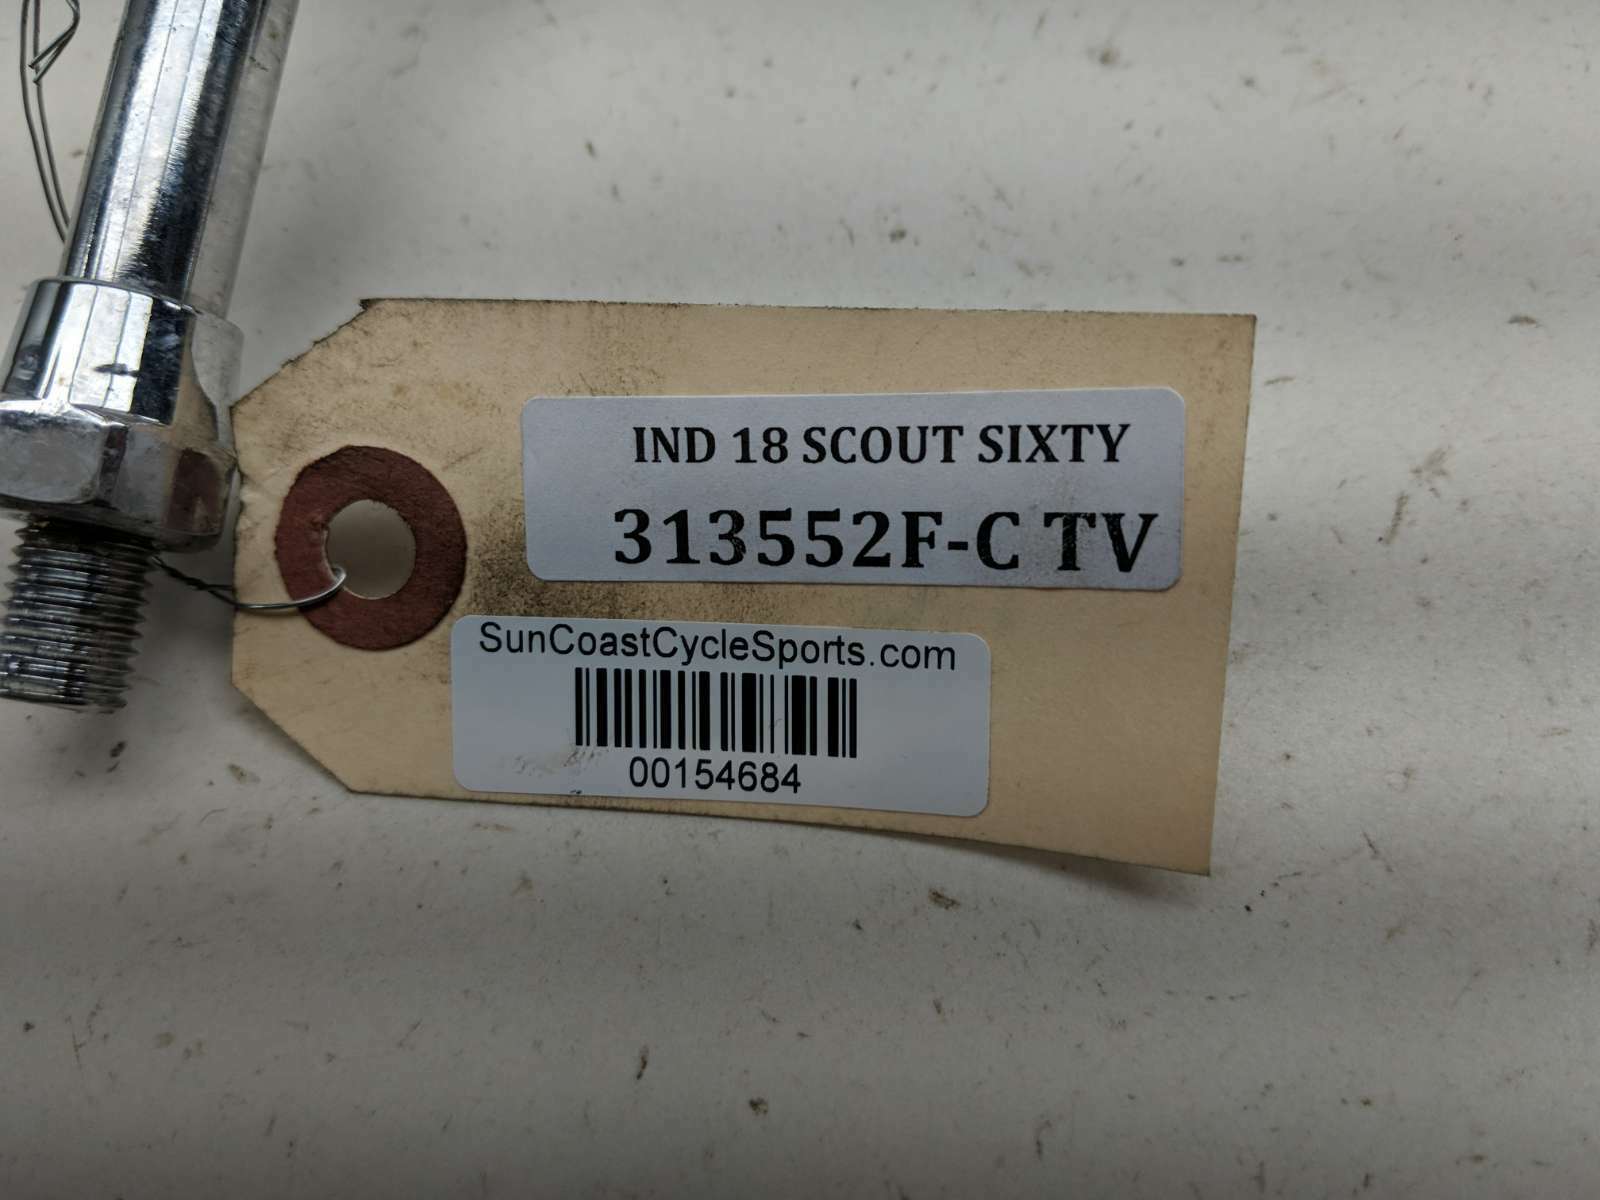 IND 18 SCOUT SIXTY
313552F-C TV
SunCoastCycleSports.com
00154684